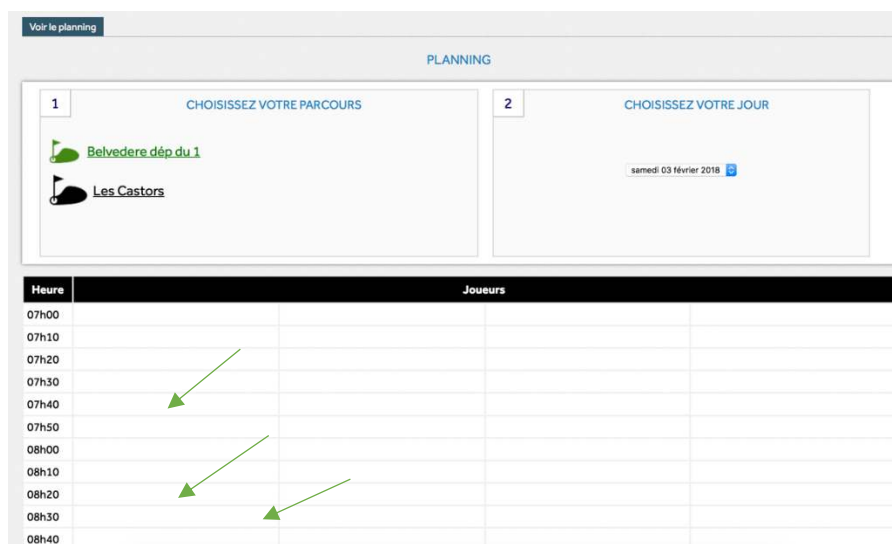 Voir le planning
PLANNING
1 CHOISISSEZ VOTRE PARCOURS
Belvedere dép du 1
Les Castors
2 CHOISISSEZ VOTRE JOUR
samedi 03 février 2018
Heure Joueurs
07h00
07h10
07h20
07h30
07h40
07h50
08h00
08h10
08h20
08h30
08h40